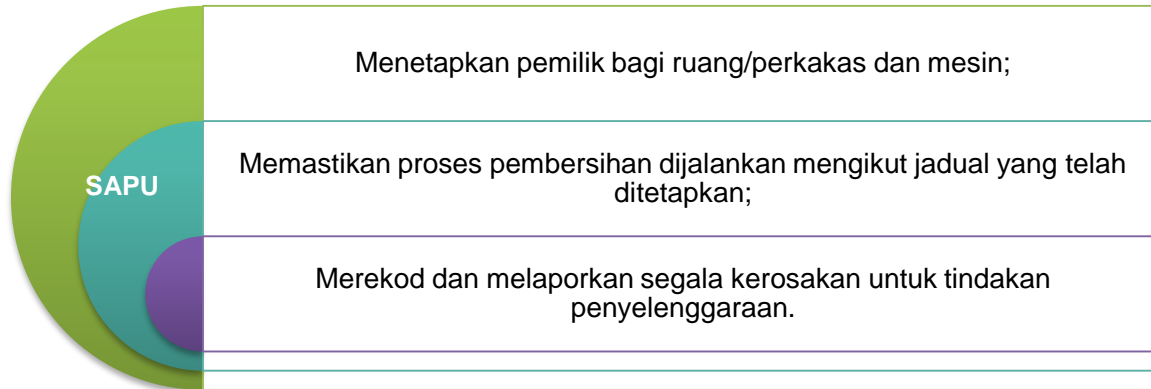 SAPU
Menetapkan pemilik bagi ruang/perkakas dan mesin;
Memastikan proses pembersihan dijalankan mengikut jadual yang telah
ditetapkan;
Merekod dan melaporkan segala kerosakan untuk tindakan
penyelenggaraan.